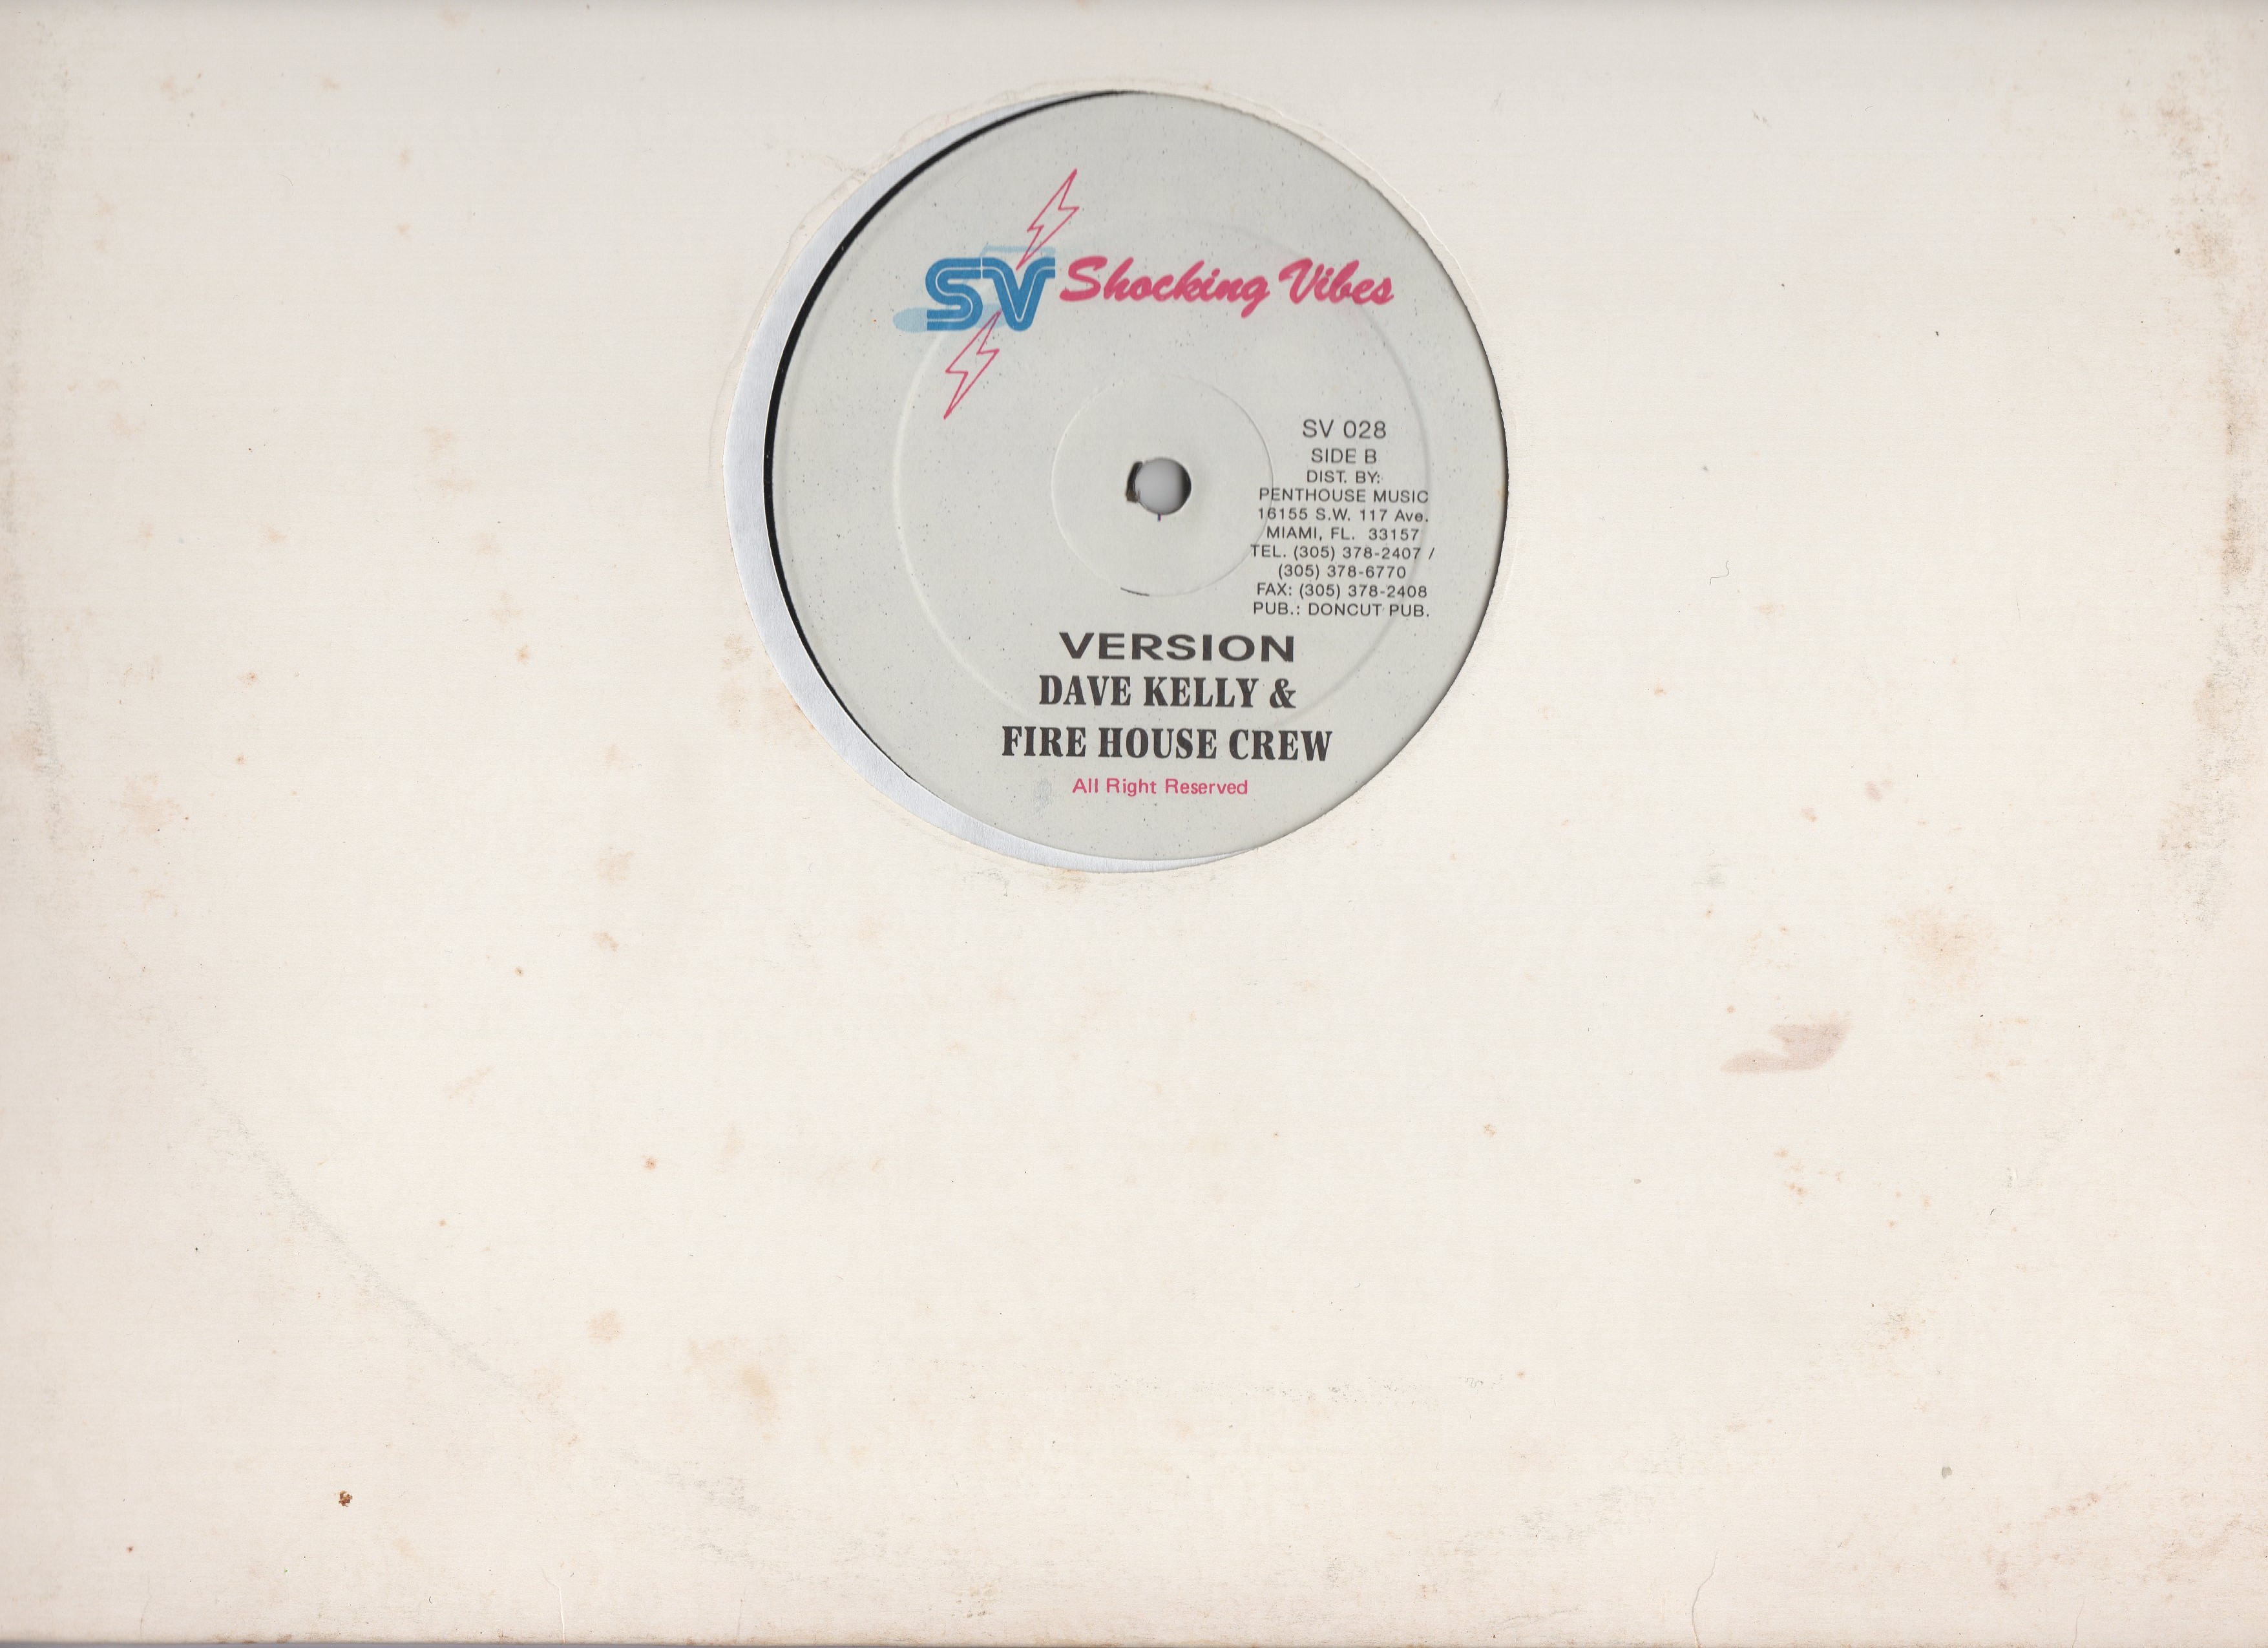 SV Shocking Vibes
SV 028
SIDE B
DIST. BY:
PENTHOUSE MUSIC
16155 S.W. 117 Ave.
MIAMI, FL. 33157
TEL. (305) 378-2407 /
(305) 378-6770
FAX: (305) 378-2408
PUB.: DONCUT PUB.
VERSION
DAVE KELLY &
FIRE HOUSE CREW
All Right Reserved